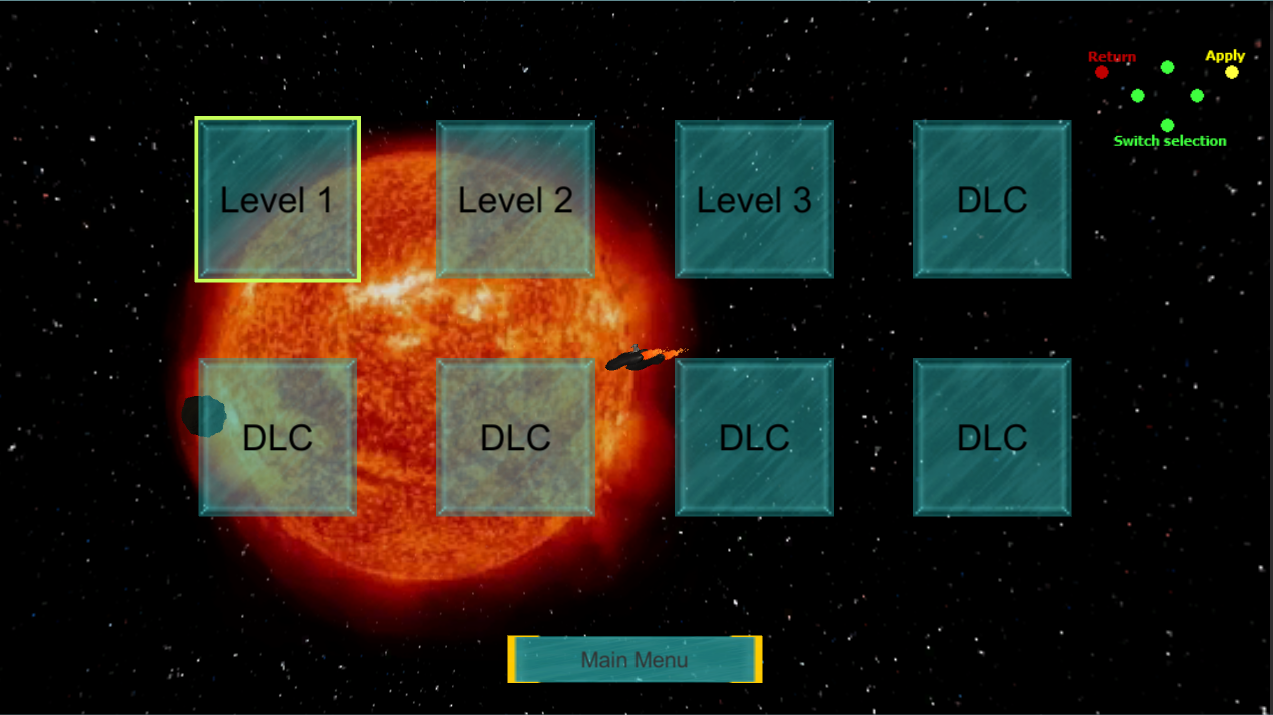 Return
Apply
Switch selection
Level 1
Level 2
Level 3
DLC
DLC
DLC
DLC
DLC
Main Menu